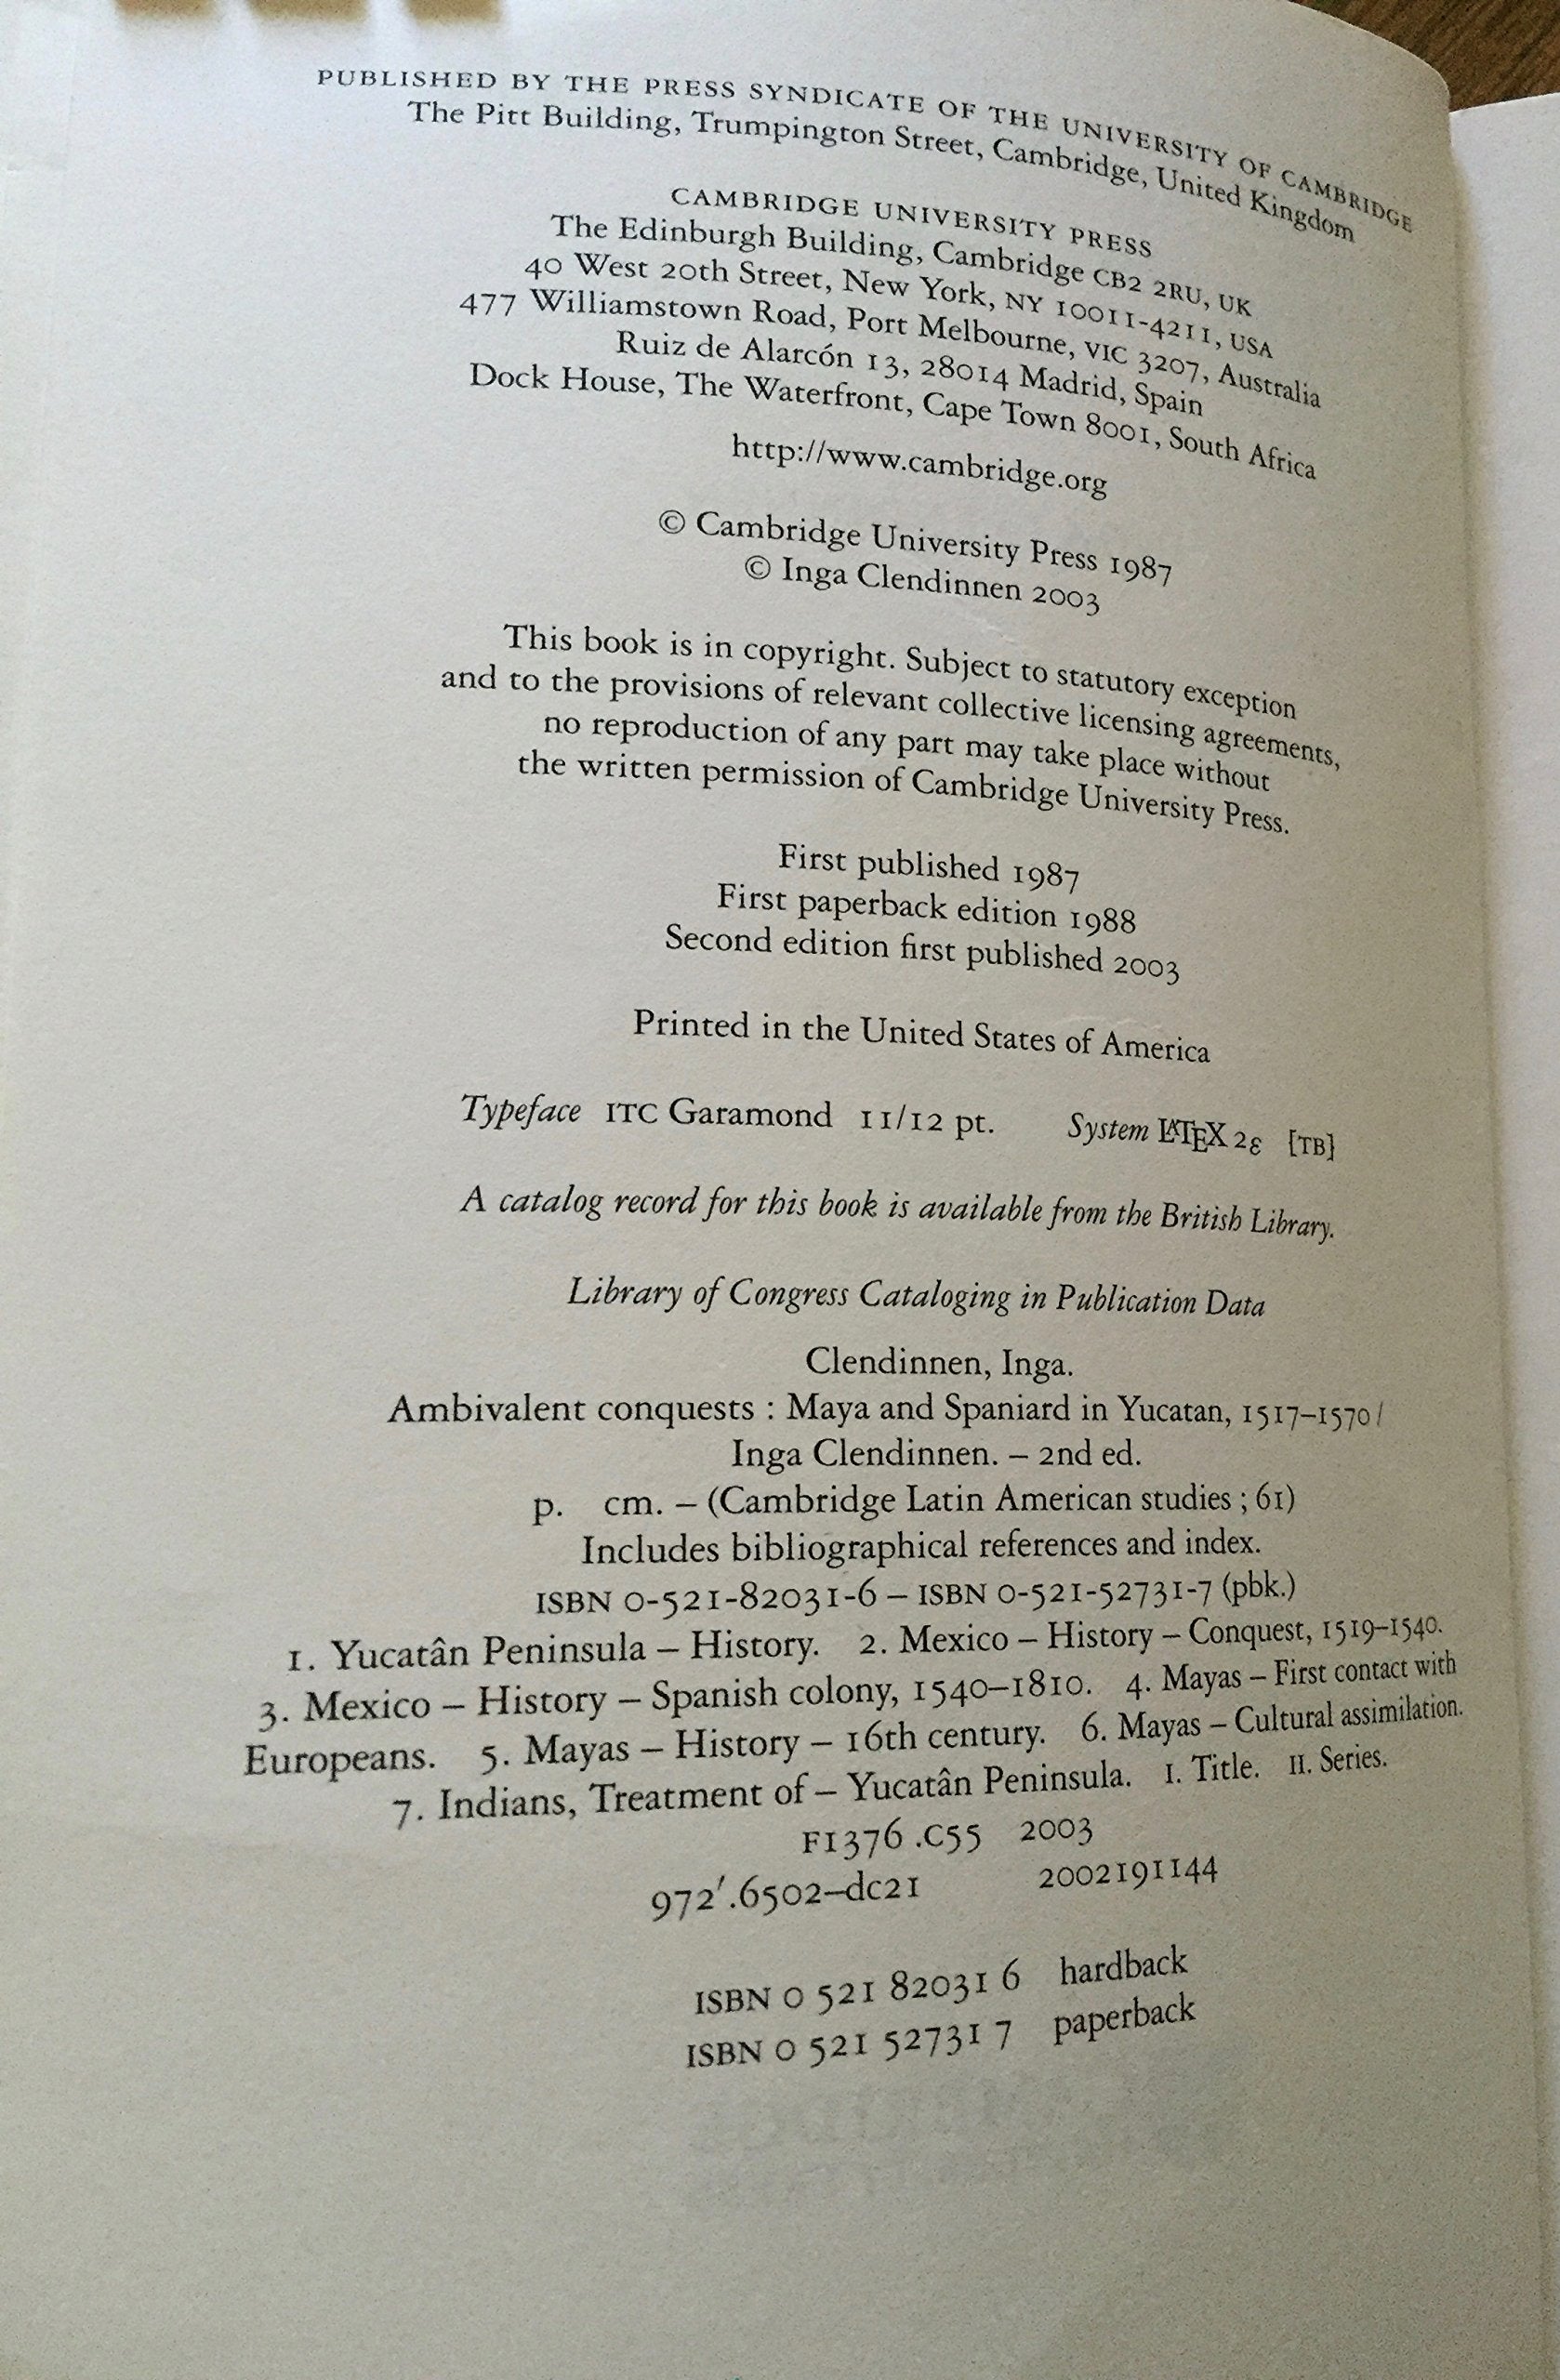 PUBLISHED BY THE PRESS SYNDICATE OF THE UNIVERSITY OF CAMBRIDGE
The Pitt Building, Trumpington Street, Cambridge, United Kingdom
CAMBRIDGE UNIVERSITY PRESS
The Edinburgh Building, Cambridge CB2 2RU, UK
40 West 20th Street, New York, NY 10011-4211, USA
477 Williamstown Road, Port Melbourne, VIC 3207, Australia
Ruiz de Alarcón 13, 28014 Madrid, Spain
Dock House, The Waterfront, Cape Town 8001, South Africa
http://www.cambridge.org
© Cambridge University Press 1987
© Inga Clendinnen 2003
This book is in copyright. Subject to statutory exception
and to the provisions of relevant collective licensing agreements,
no reproduction of any part may take place without
the written permission of Cambridge University Press.
First published 1987
First paperback edition 1988
Second edition first published 2003
Printed in the United States of America
Typeface ITC Garamond 11/12 pt. System LATEX 2ε [TB]
A catalog record for this book is available from the British Library.
Library of Congress Cataloging in Publication Data
Clendinnen, Inga.
Ambivalent conquests : Maya and Spaniard in Yucatan, 1517–1570 /
Inga Clendinnen. – 2nd ed.
p. cm. – (Cambridge Latin American studies ; 61)
Includes bibliographical references and index.
ISBN 0-521-82031-6 – ISBN 0-521-52731-7 (pbk.)
1. Yucatân Peninsula – History. 2. Mexico – History – Conquest, 1519–1540.
3. Mexico – History – Spanish colony, 1540–1810. 4. Mayas – First contact with
Europeans. 5. Mayas – History – 16th century. 6. Mayas – Cultural assimilation.
7. Indians, Treatment of – Yucatân Peninsula. I. Title. II. Series.
F1376 .C55 2003
972′.6502–dc21 2002191144
ISBN 0 521 82031 6 hardback
ISBN 0 521 52731 7 paperback